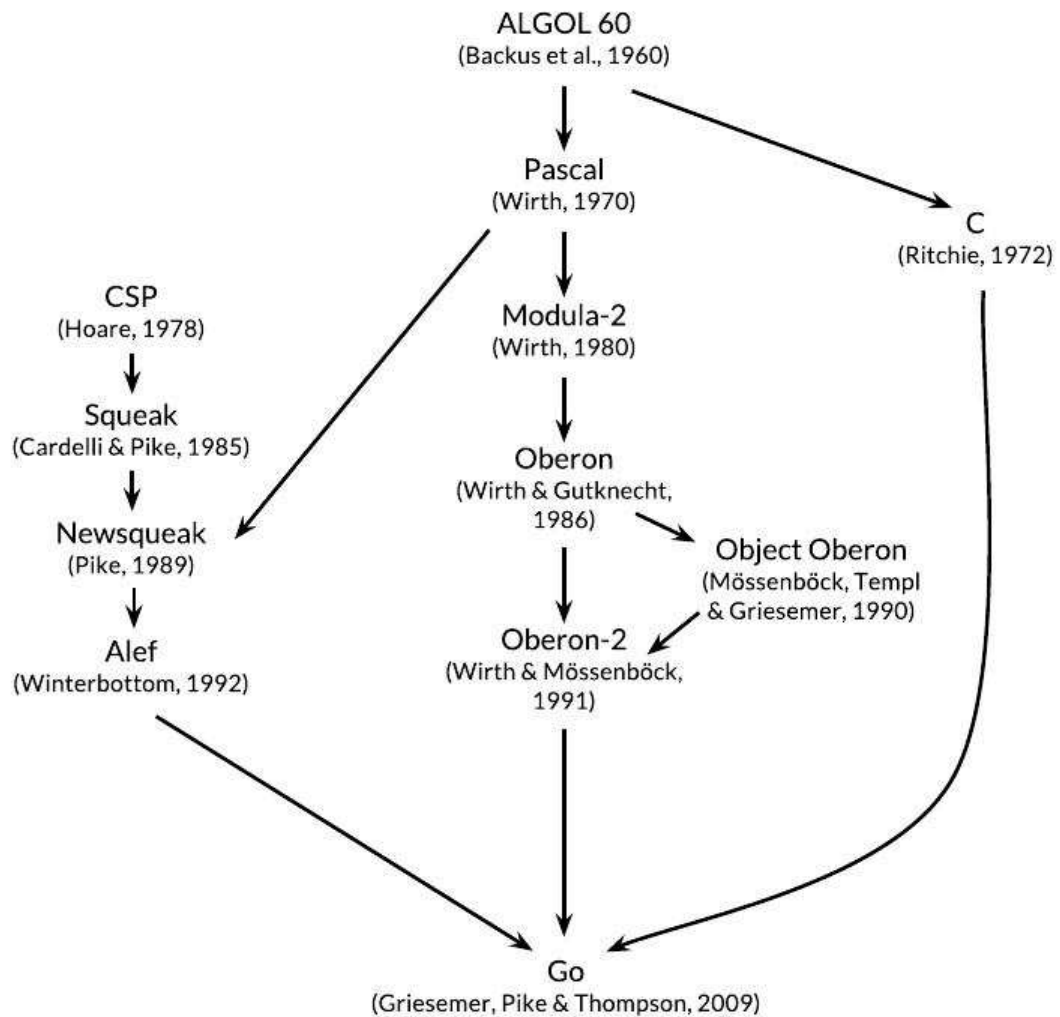 ALGOL 60
(Backus et al., 1960)
Pascal
(Wirth, 1970)
C
(Ritchie, 1972)
CSP
(Hoare, 1978)
Modula-2
(Wirth, 1980)
Squeak
(Cardelli & Pike, 1985)
Oberon
(Wirth & Gutknecht,
1986)
Newsqueak
(Pike, 1989)
Object Oberon
(Mössenböck, Templ
& Griesemer, 1990)
Alef
(Winterbottom, 1992)
Oberon-2
(Wirth & Mössenböck,
1991)
Go
(Griesemer, Pike & Thompson, 2009)